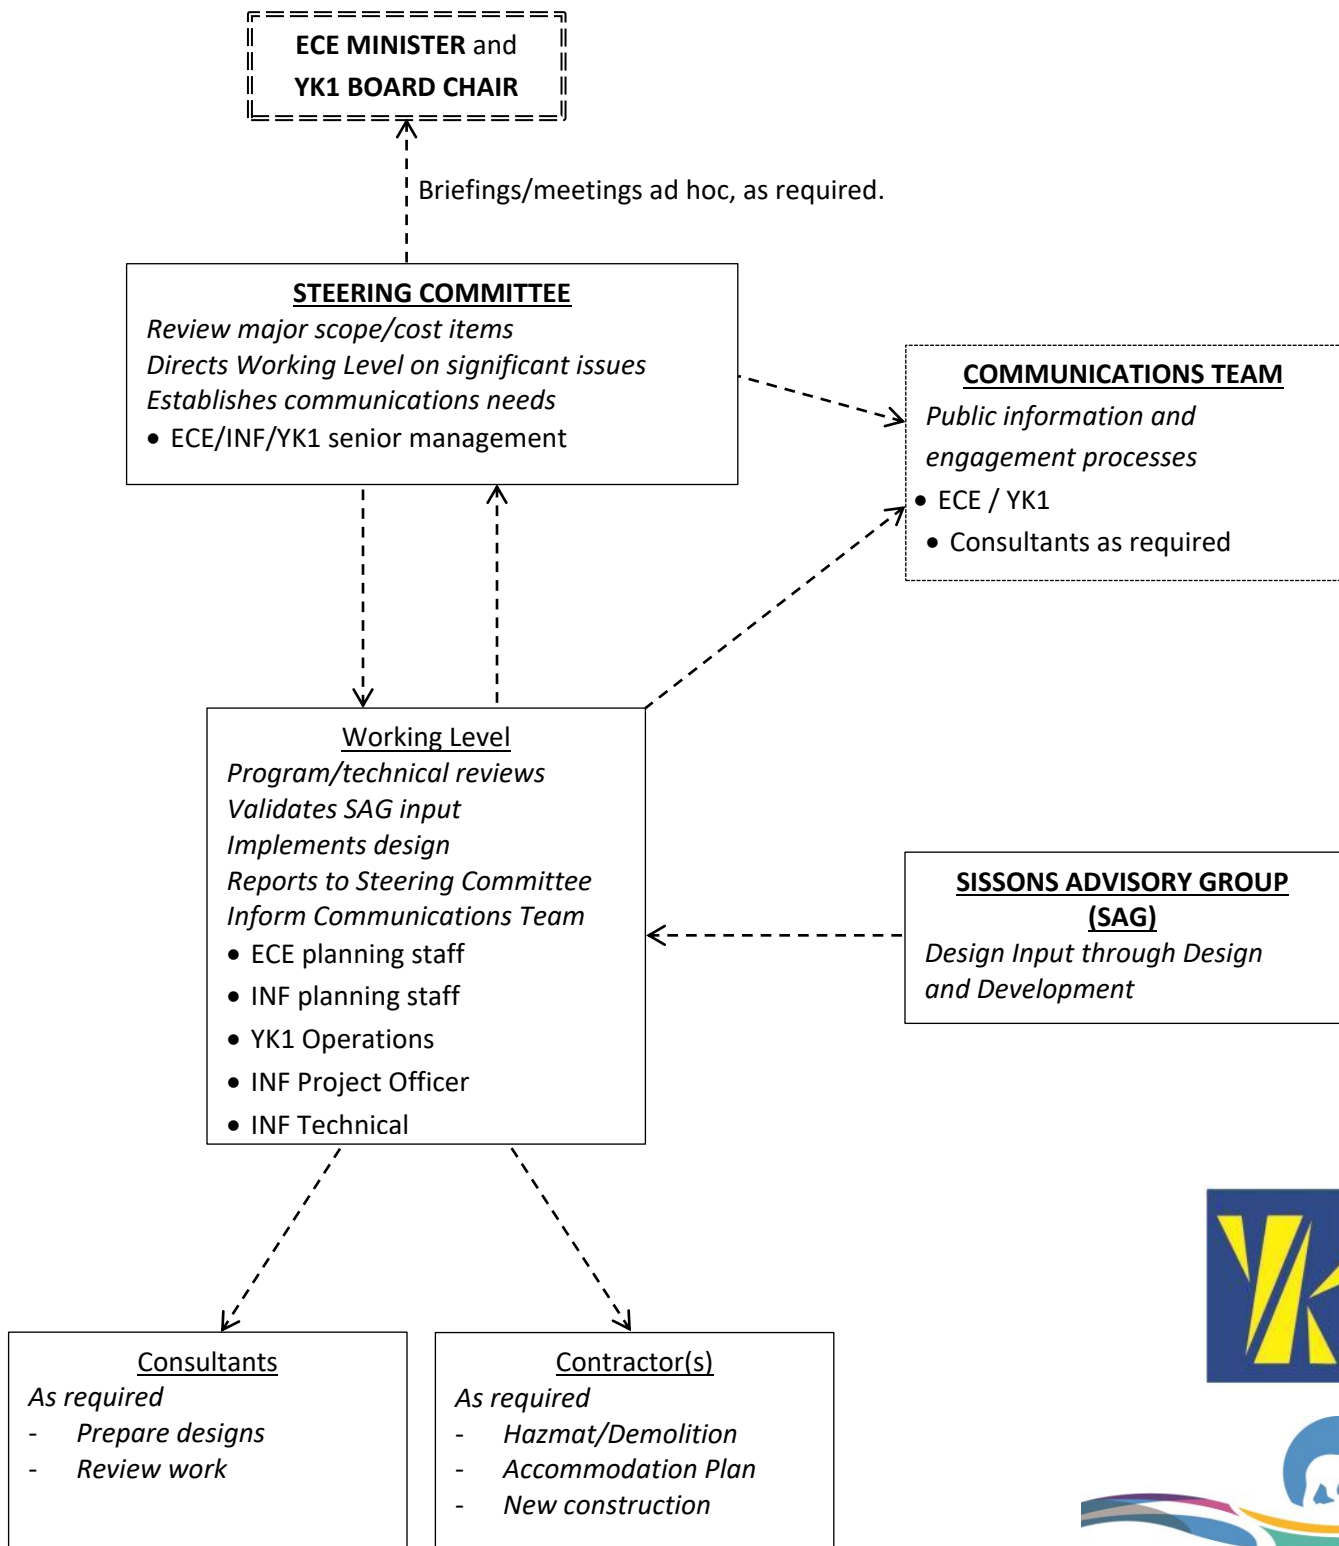 ECE MINISTER and
YK1 BOARD CHAIR
Briefings/meetings ad hoc, as required.
STEERING COMMITTEE
Review major scope/cost items
Directs Working Level on significant issues
Establishes communications needs
• ECE/INF/YK1 senior management
COMMUNICATIONS TEAM
Public information and
engagement processes
• ECE / YK1
• Consultants as required
Working Level
Program/technical reviews
Validates SAG input
Implements design
Reports to Steering Committee
Inform Communications Team
• ECE planning staff
• INF planning staff
• YK1 Operations
• INF Project Officer
• INF Technical
SISSONS ADVISORY GROUP
(SAG)
Design Input through Design
and Development
Consultants
As required
- Prepare designs
- Review work
Contractor(s)
As required
- Hazmat/Demolition
- Accommodation Plan
- New construction
YK